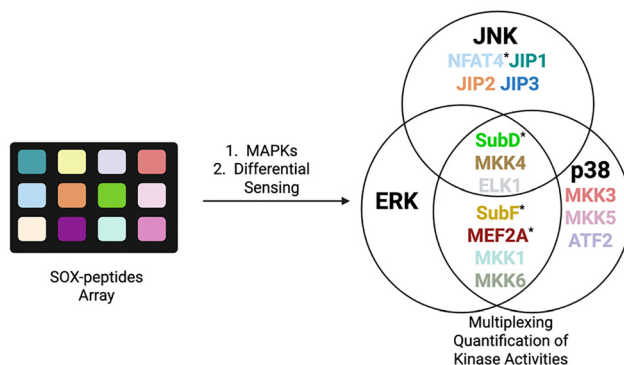 JNK
NFAT4* JIP1
JIP2 JIP3
SubD*
MKK4
ELK1
1. MAPKs
2. Differential
Sensing
ERK
p38
MKK3
MKK5
ATF2
SubF*
MEF2A*
MKK1
MKK6
SOX-peptides
Array
Multiplexing
Quantification of
Kinase Activities